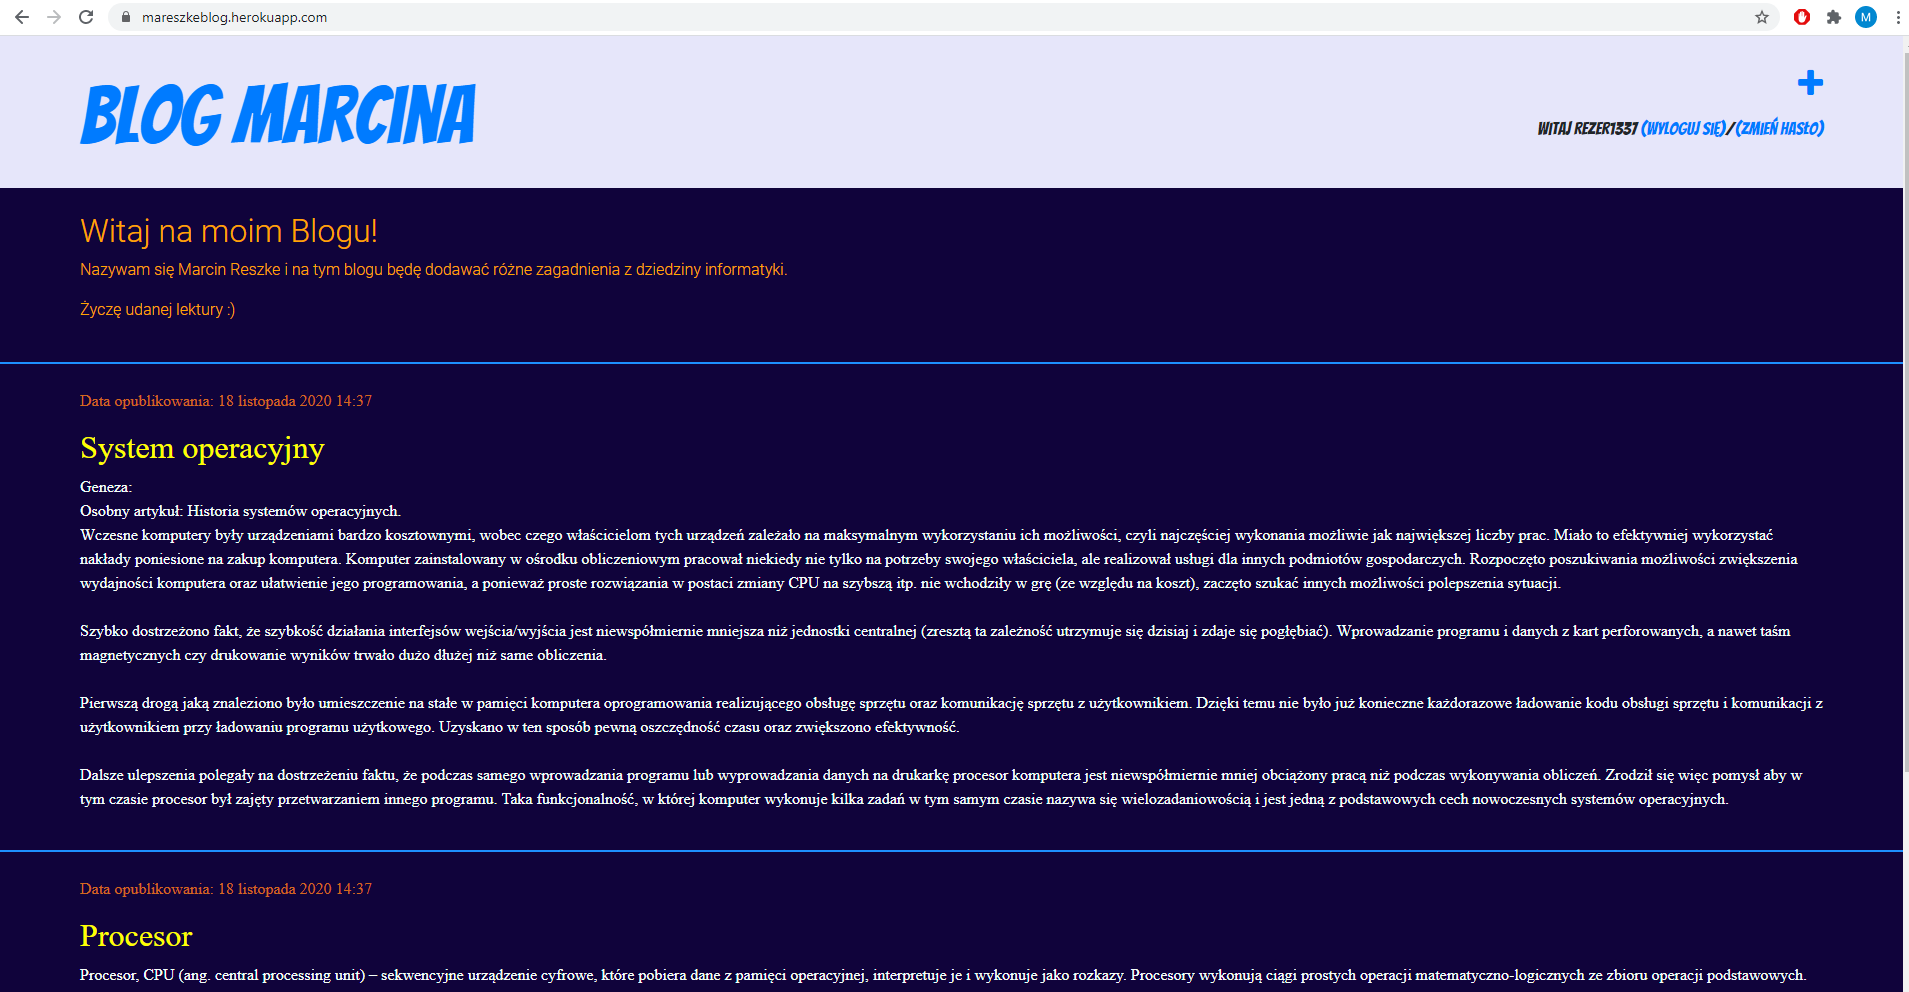 mareszkeblog.herokuapp.com
M
BLOG MARCINA
WITAJ REZER1337 (WYLOGUJ SIĘ)/(ZMIEŃ HASŁO)
Witaj na moim Blogu!
Nazywam się Marcin Reszke i na tym blogu będę dodawać różne zagadnienia z dziedziny informatyki.
Życzę udanej lektury :)
Data opublikowania: 18 listopada 2020 14:37
System operacyjny
Geneza:
Osobny artykuł: Historia systemów operacyjnych.
Wczesne komputery były urządzeniami bardzo kosztownymi, wobec czego właścicielom tych urządzeń zależało na maksymalnym wykorzystaniu ich możliwości, czyli najczęściej wykonania możliwie jak największej liczby prac. Miało to efektywniej wykorzystać
nakłady poniesione na zakup komputera. Komputer zainstalowany w ośrodku obliczeniowym pracował niekiedy nie tylko na potrzeby swojego właściciela, ale realizował usługi dla innych podmiotów gospodarczych. Rozpoczęto poszukiwania możliwości zwiększenia
wydajności komputera oraz ułatwienie jego programowania, a ponieważ proste rozwiązania w postaci zmiany CPU na szybszą itp. nie wchodziły w grę (ze względu na koszt), zaczęto szukać innych możliwości polepszenia sytuacji.
Szybko dostrzeżono fakt, że szybkość działania interfejsów wejścia/wyjścia jest niewspółmiernie mniejsza niż jednostki centralnej (zresztą ta zależność utrzymuje się dzisiaj i zdaje się pogłębiać). Wprowadzanie programu i danych z kart perforowanych, a nawet taśm
magnetycznych czy drukowanie wyników trwało dużo dłużej niż same obliczenia.
Pierwszą drogą jaką znaleziono było umieszczenie na stałe w pamięci komputera oprogramowania realizującego obsługę sprzętu oraz komunikację sprzętu z użytkownikiem. Dzięki temu nie było już konieczne każdorazowe ładowanie kodu obsługi sprzętu i komunikacji z
użytkownikiem przy ładowaniu programu użytkowego. Uzyskano w ten sposób pewną oszczędność czasu oraz zwiększono efektywność.
Dalsze ulepszenia polegały na dostrzeżeniu faktu, że podczas samego wprowadzania programu lub wyprowadzania danych na drukarkę procesor komputera jest niewspółmiernie mniej obciążony pracą niż podczas wykonywania obliczeń. Zrodził się więc pomysł aby w
tym czasie procesor był zajęty przetwarzaniem innego programu. Taka funkcjonalność, w której komputer wykonuje kilka zadań w tym samym czasie nazywa się wielozadaniowością i jest jedną z podstawowych cech nowoczesnych systemów operacyjnych.
Data opublikowania: 18 listopada 2020 14:37
Procesor
Procesor, CPU (ang. central processing unit) – sekwencyjne urządzenie cyfrowe, które pobiera dane z pamięci operacyjnej, interpretuje je i wykonuje jako rozkazy. Procesory wykonują ciągi prostych operacji matematyczno-logicznych ze zbioru operacji podstawowych.